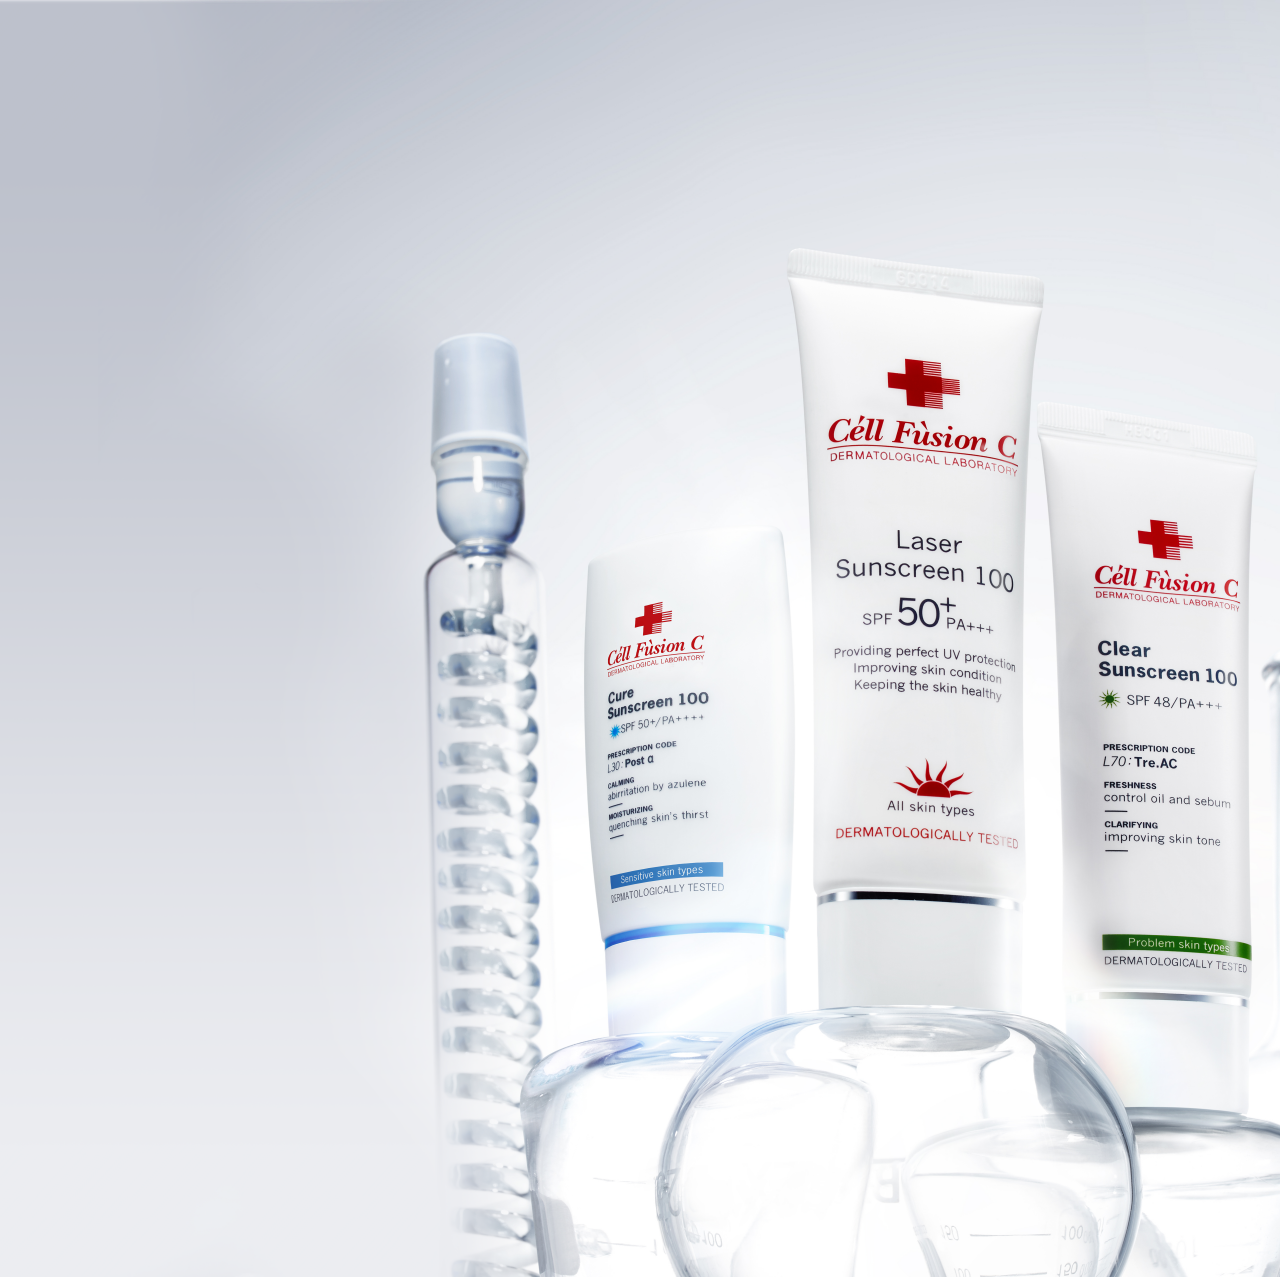 Céll Fùsion C
DERMATOLOGICAL LABORATORY
Cure
Sunscreen 100
SPF 50+/PA++++
PRESCRIPTION CODE
L30: Post α
CALMING
abirritation by azulene
MOISTURIZING
quenching skin's thirst
Sensitive skin types
DERMATOLOGICALLY TESTED
Céll Fùsion C
DERMATOLOGICAL LABORATORY
Laser
Sunscreen 100
SPF 50+ PA+++
Providing perfect UV protection
Improving skin condition
Keeping the skin healthy
All skin types
DERMATOLOGICALLY TESTED
Céll Fùsion C
DERMATOLOGICAL LABORATORY
Clear
Sunscreen 100
SPF 48/PA+++
PRESCRIPTION CODE
L70: Tre.AC
FRESHNESS
control oil and sebum
CLARIFYING
improving skin tone
Problem skin types
DERMATOLOGICALLY TESTED